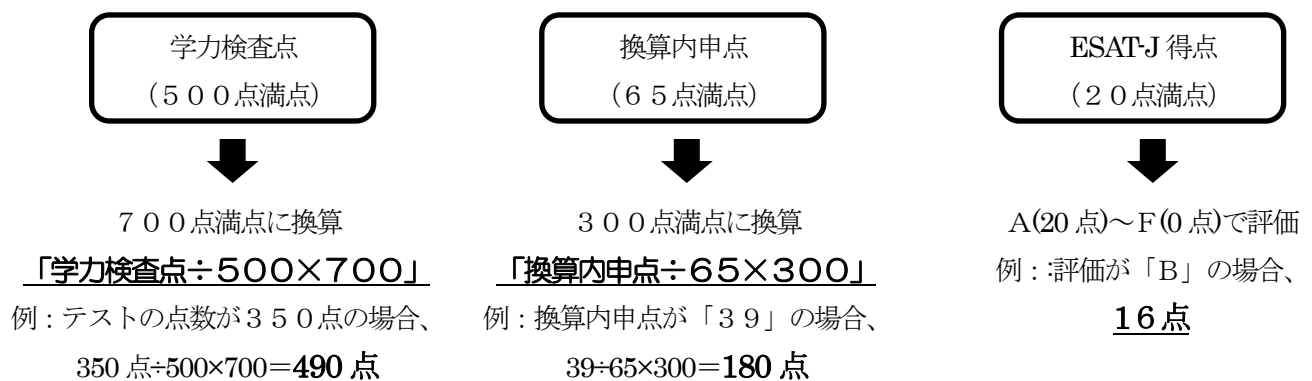 学力検査点
（５００点満点）
７００点満点に換算
「学力検査点÷５００×７００」
例：テストの点数が３５０点の場合、
350 点÷500×700＝490 点
換算内申点
（６５点満点）
３００点満点に換算
「換算内申点÷６５×３００」
例：換算内申点が「３９」の場合、
39÷65×300＝180 点
ESAT-J 得点
（２０点満点）
Ａ(20 点)～Ｆ(0 点)で評価
例：:評価が「Ｂ」の場合、
１６点